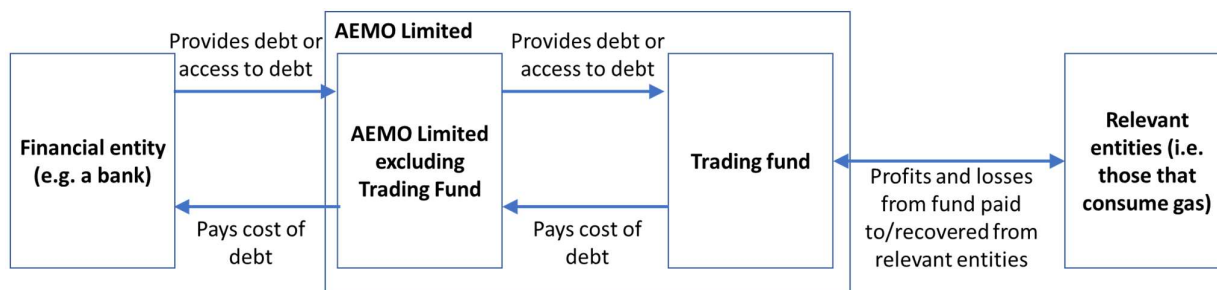 AEMO Limited
Provides debt or
access to debt
Provides debt or
access to debt
Financial entity
(e.g. a bank)
AEMO Limited
excluding
Trading Fund
Trading fund
Relevant
entities (i.e.
those that
consume gas)
Pays cost of
debt
Pays cost of
debt
Profits and losses
from fund paid
to/recovered from
relevant entities